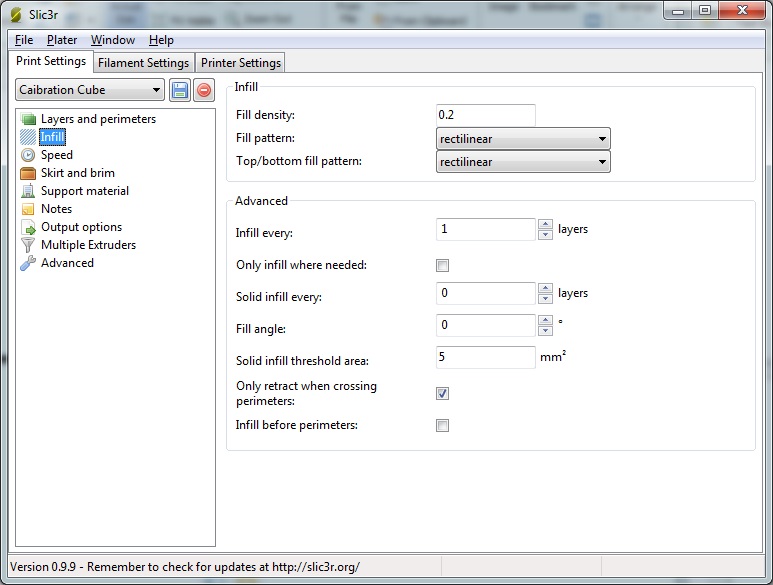 Slic3r
File Plater Window Help
Print Settings Filament Settings Printer Settings
Caibration Cube
Layers and perimeters
Infill
Speed
Skirt and brim
Support material
Notes
Output options
Multiple Extruders
Advanced
Infill
Fill density: 0.2
Fill pattern: rectilinear
Top/bottom fill pattern: rectilinear
Advanced
Infill every: 1 layers
Only infill where needed:
Solid infill every: 0 layers
Fill angle: 0 °
Solid infill threshold area: 5 mm²
Only retract when crossing
perimeters:
Infill before perimeters:
Version 0.9.9 - Remember to check for updates at http://slic3r.org/